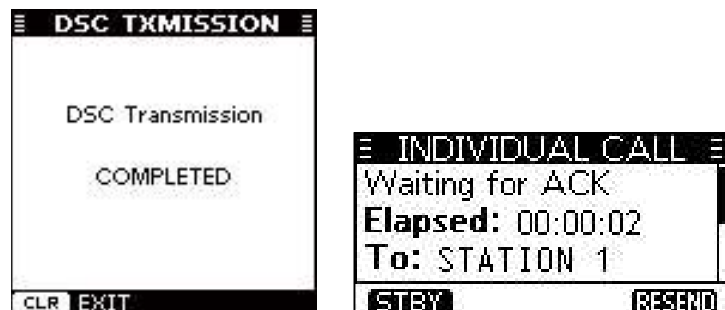 DSC TXMISSION
DSC Transmission
COMPLETED
CLR EXIT
INDIVIDUAL CALL
Waiting for ACK
Elapsed: 00:00:02
To: STATION 1
STBY RESEND